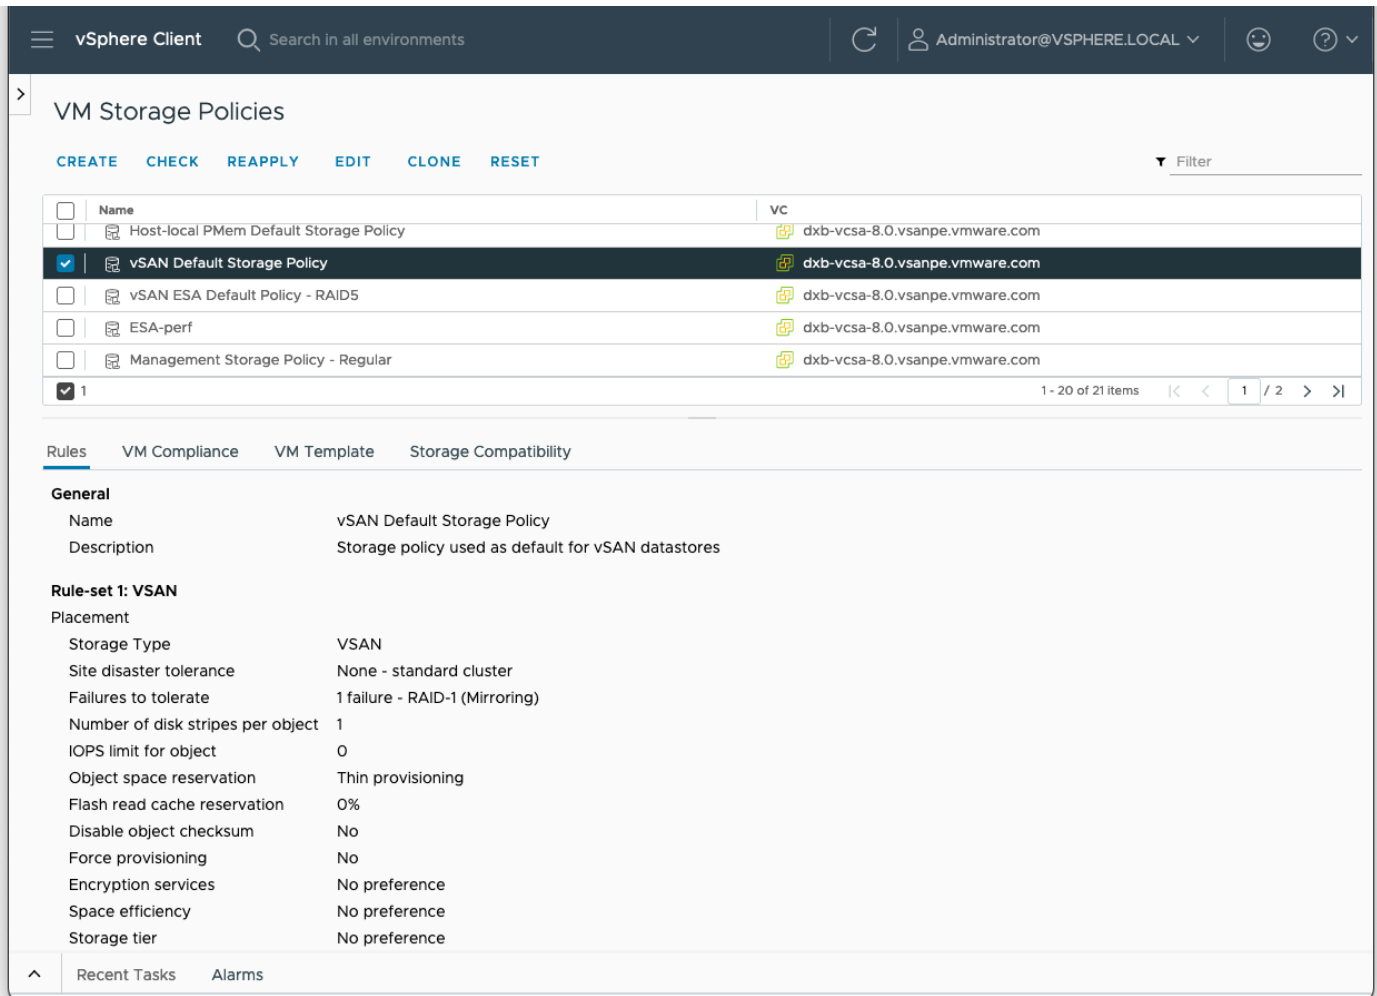 vSphere Client Search in all environments Administrator@VSPHERE.LOCAL
VM Storage Policies
CREATE CHECK REAPPLY EDIT CLONE RESET Filter
Name VC
Host-local PMem Default Storage Policy dxb-vcsa-8.0.vsanpe.vmware.com
vSAN Default Storage Policy dxb-vcsa-8.0.vsanpe.vmware.com
vSAN ESA Default Policy - RAID5 dxb-vcsa-8.0.vsanpe.vmware.com
ESA-perf dxb-vcsa-8.0.vsanpe.vmware.com
Management Storage Policy - Regular dxb-vcsa-8.0.vsanpe.vmware.com
1 1 - 20 of 21 items 1 / 2
Rules VM Compliance VM Template Storage Compatibility
General
Name vSAN Default Storage Policy
Description Storage policy used as default for vSAN datastores
Rule-set 1: VSAN
Placement
Storage Type VSAN
Site disaster tolerance None - standard cluster
Failures to tolerate 1 failure - RAID-1 (Mirroring)
Number of disk stripes per object 1
IOPS limit for object 0
Object space reservation Thin provisioning
Flash read cache reservation 0%
Disable object checksum No
Force provisioning No
Encryption services No preference
Space efficiency No preference
Storage tier No preference
Recent Tasks Alarms